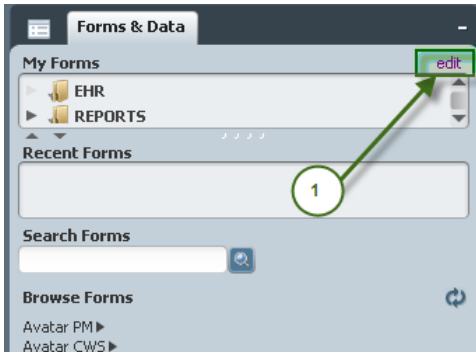 Forms & Data
My Forms edit
EHR
REPORTS
Recent Forms
1
Search Forms
Browse Forms
Avatar PM
Avatar CWS